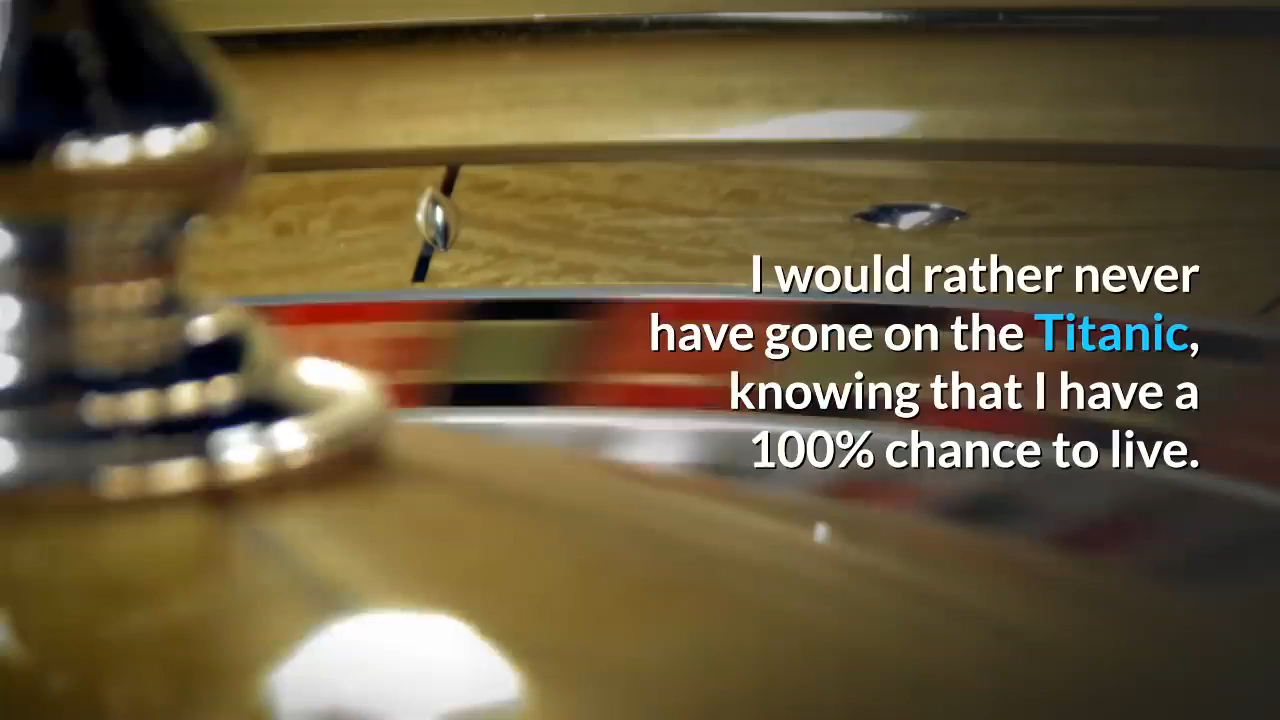 I would rather never
have gone on the Titanic,
knowing that I have a
100% chance to live.